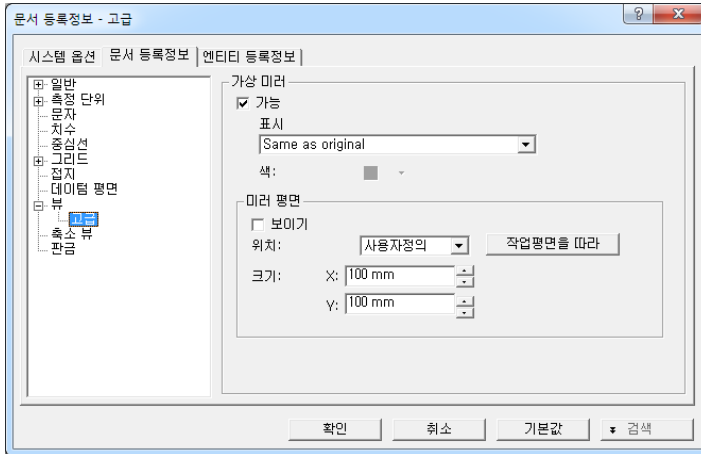 문서 등록정보 - 고급
시스템 옵션 문서 등록정보 엔티티 등록정보
일반
측정 단위
문자
치수
중심선
그리드
접지
데이텀 평면
뷰
고급
축소 뷰
판금
가상 미러
가능
표시
Same as original
색:
미러 평면
보이기
위치: 사용자정의 작업평면을 따라
크기: X: 100 mm
Y: 100 mm
확인 취소 기본값 검색